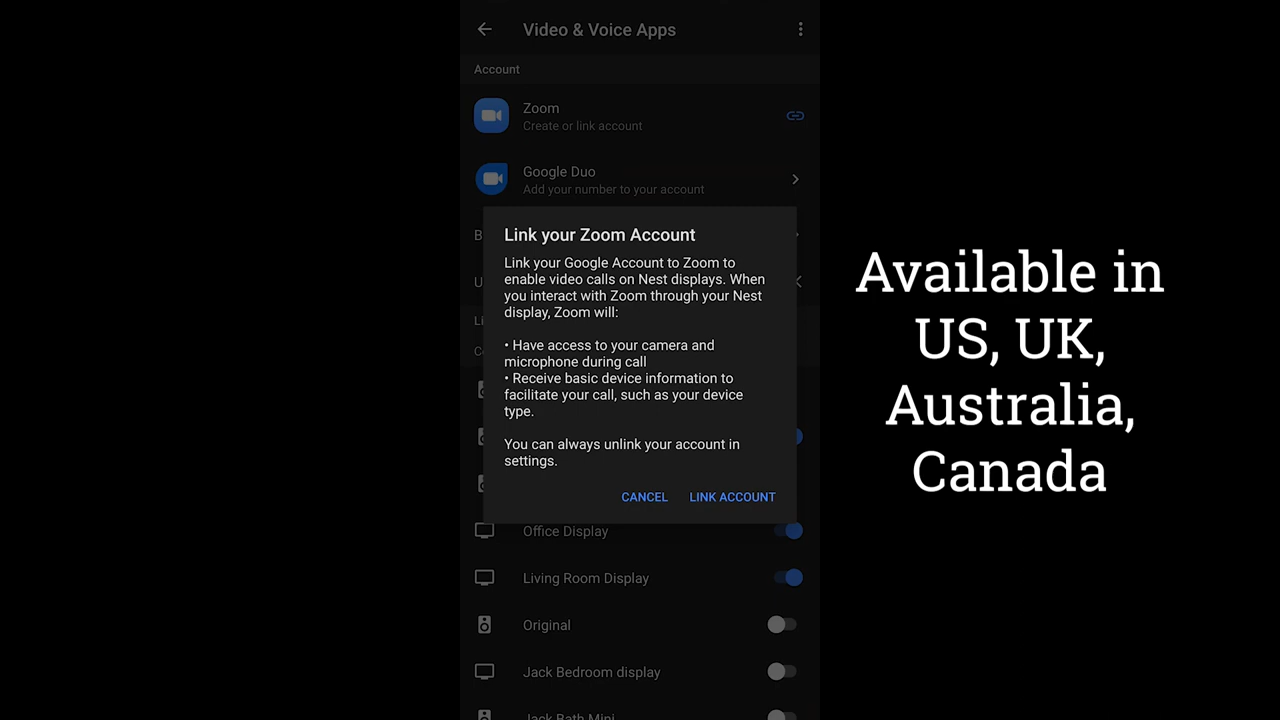 Video & Voice Apps
Account
Zoom
Create or link account
Google Duo
Add your number to your account
B
Link your Zoom Account
Link your Google Account to Zoom to
enable video calls on Nest displays. When
you interact with Zoom through your Nest
display, Zoom will:
U
Li
C
• Have access to your camera and
microphone during call
• Receive basic device information to
facilitate your call, such as your device
type.
You can always unlink your account in
settings.
CANCEL
LINK ACCOUNT
Office Display
Living Room Display
Original
Jack Bedroom display
Jack Bath Mini
Available in
US, UK,
Australia,
Canada